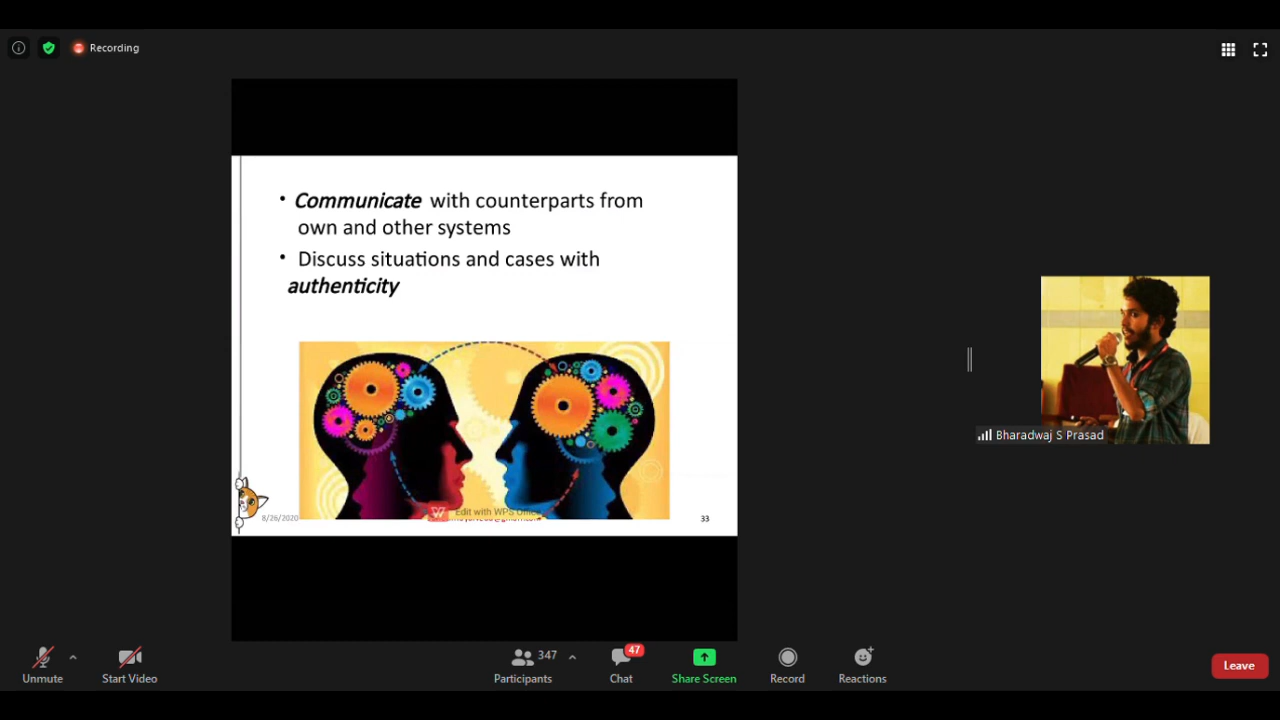 Recording
• Communicate with counterparts from
own and other systems
• Discuss situations and cases with
authenticity
W Edit with WPS Office
8/26/2020
33
Bharadwaj S Prasad
Unmute
Start Video
347
Participants
47
Chat
Share Screen
Record
Reactions
Leave